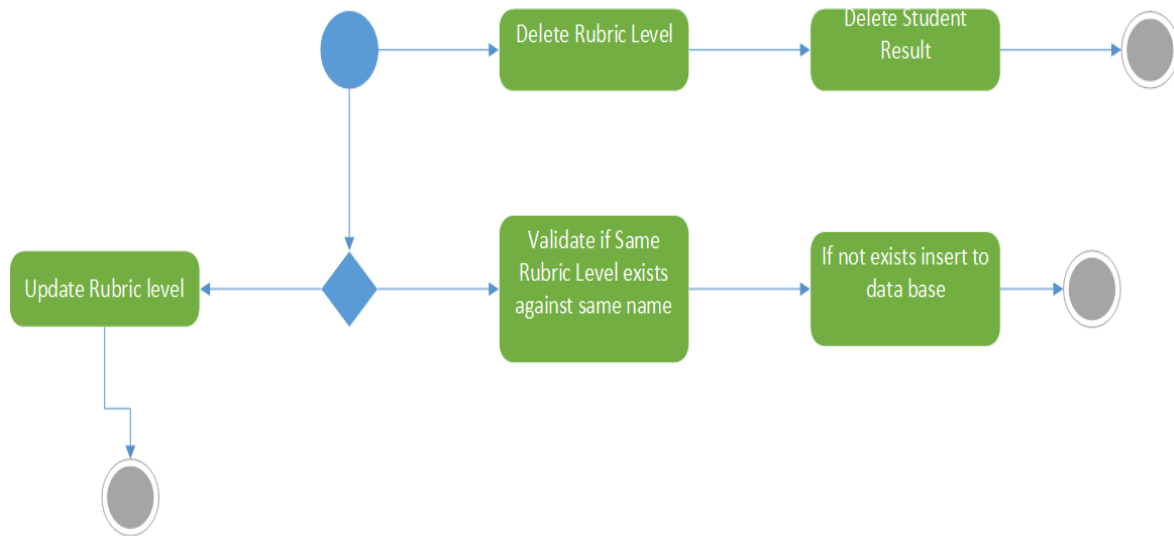 Delete Rubric Level
Delete Student
Result
Validate if Same
Rubric Level exists
against same name
If not exists insert to
data base
Update Rubric level